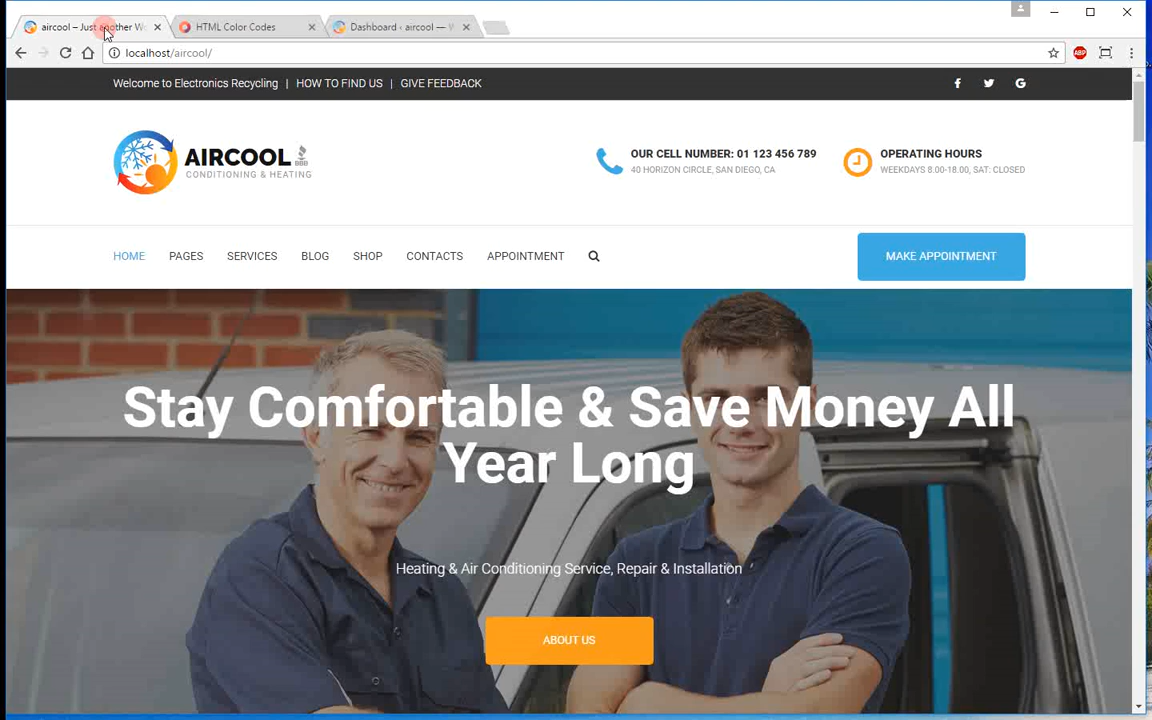 aircool – Just another Wo
HTML Color Codes
Dashboard ‹ aircool — W
localhost/aircool/
ABP
Welcome to Electronics Recycling | HOW TO FIND US | GIVE FEEDBACK
AIRCOOL
BBB
CONDITIONING & HEATING
OUR CELL NUMBER: 01 123 456 789
40 HORIZON CIRCLE, SAN DIEGO, CA
OPERATING HOURS
WEEKDAYS 8.00-18.00, SAT: CLOSED
HOME PAGES SERVICES BLOG SHOP CONTACTS APPOINTMENT
MAKE APPOINTMENT
Stay Comfortable & Save Money All
Year Long
Heating & Air Conditioning Service, Repair & Installation
ABOUT US